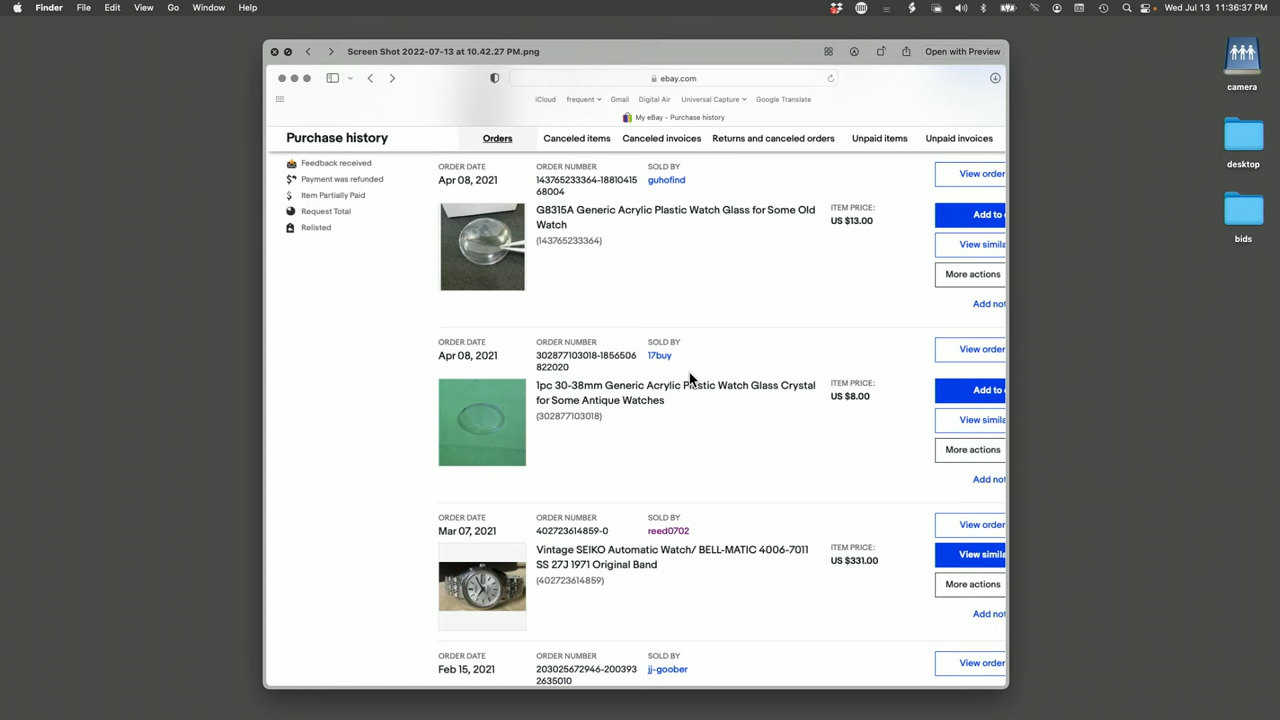 Finder File Edit View Go Window Help Wed Jul 13 11:36:37 PM
Screen Shot 2022-07-13 at 10.42.27 PM.png Open with Preview
ebay.com
iCloud frequent Gmail Digital Air Universal Capture Google Translate
My eBay - Purchase history
Purchase history Orders Canceled items Canceled invoices Returns and canceled orders Unpaid items Unpaid invoices
Feedback received
Payment was refunded
Item Partially Paid
Request Total
Relisted
ORDER DATE ORDER NUMBER SOLD BY
Apr 08, 2021 143765233364-18810415 guhofind
68004
View order
G8315A Generic Acrylic Plastic Watch Glass for Some Old
Watch
(143765233364)
ITEM PRICE:
US $13.00
Add to
View simila
More actions
Add not
ORDER DATE ORDER NUMBER SOLD BY
Apr 08, 2021 302877103018-1856506 17buy
822020
View order
1pc 30-38mm Generic Acrylic Plastic Watch Glass Crystal
for Some Antique Watches
(302877103018)
ITEM PRICE:
US $8.00
Add to
View simila
More actions
Add not
ORDER DATE ORDER NUMBER SOLD BY
Mar 07, 2021 402723614859-0 reed0702
View order
Vintage SEIKO Automatic Watch/ BELL-MATIC 4006-7011
SS 27J 1971 Original Band
(402723614859)
ITEM PRICE:
US $331.00
View simila
More actions
Add not
ORDER DATE ORDER NUMBER SOLD BY
Feb 15, 2021 203025672946-200393 jj-goober
2635010
View order
camera
desktop
bids